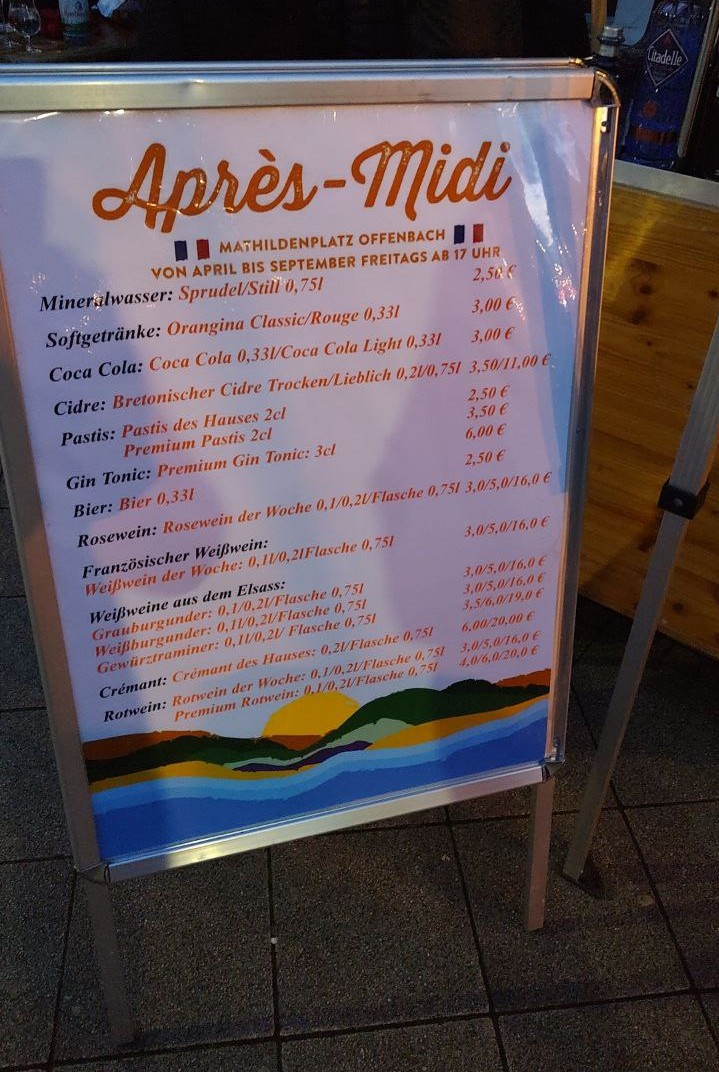 Citadelle
Après-Midi
MATHILDENPLATZ OFFENBACH
VON APRIL BIS SEPTEMBER FREITAGS AB 17 UHR
Mineralwasser: Sprudel/Still 0,75l 2,50 €
Softgetränke: Orangina Classic/Rouge 0,33l 3,00 €
Coca Cola: Coca Cola 0,33l/Coca Cola Light 0,33l 3,00 €
Cidre: Bretonischer Cidre Trocken/Lieblich 0,2l/0,75l 3,50/11,00 €
Pastis: Pastis des Hauses 2cl 2,50 €
Premium Pastis 2cl 3,50 €
Gin Tonic: Premium Gin Tonic: 3cl 6,00 €
Bier: Bier 0,33l 2,50 €
Rosewein: Rosewein der Woche 0,1/0,2l/Flasche 0,75l 3,0/5,0/16,0 €
Französischer Weißwein:
Weißwein der Woche: 0,1l/0,2lFlasche 0,75l 3,0/5,0/16,0 €
Weißweine aus dem Elsass:
Grauburgunder: 0,1/0,2l/Flasche 0,75l 3,0/5,0/16,0 €
Weißburgunder: 0,1l/0,2l/Flasche 0,75l 3,0/5,0/16,0 €
Gewürztraminer: 0,1l/0,2l/ Flasche 0,75l 3,5/6,0/19,0 €
Crémant: Crémant des Hauses: 0,2l/Flasche 0,75l 6,00/20,00 €
Rotwein: Rotwein der Woche: 0,1/0,2l/Flasche 0,75l 3,0/5,0/16,0 €
Premium Rotwein: 0,1/0,2l/Flasche 0,75l 4,0/6,0/20,0 €